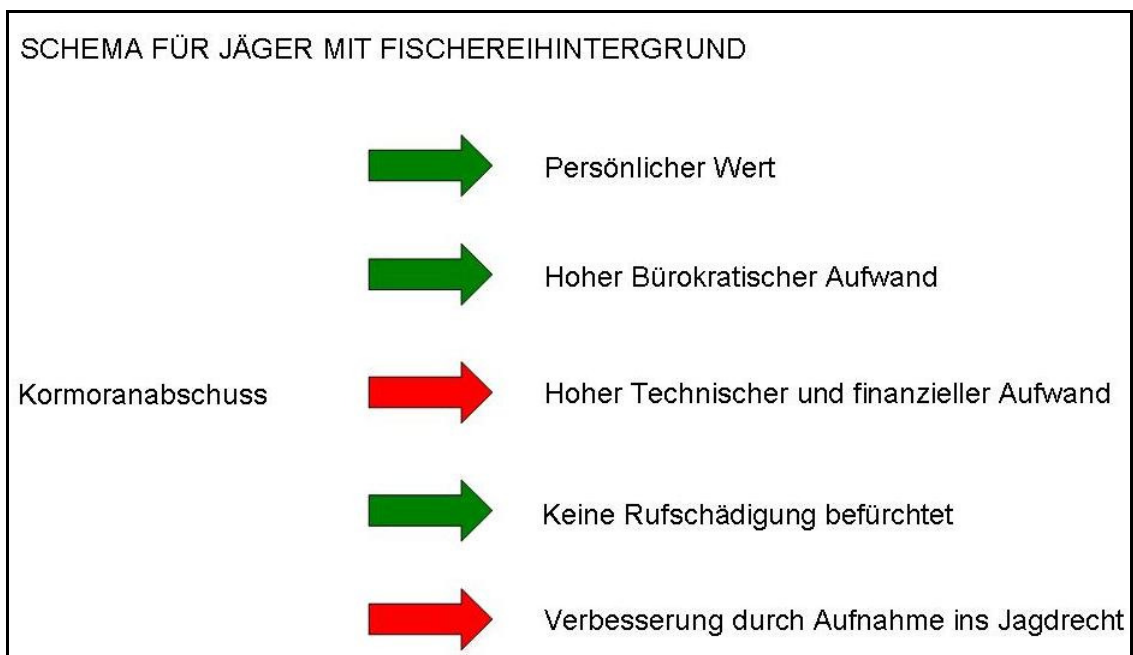 SCHEMA FÜR JÄGER MIT FISCHEREIHINTERGRUND
Persönlicher Wert
Hoher Bürokratischer Aufwand
Kormoranabschuss
Hoher Technischer und finanzieller Aufwand
Keine Rufschädigung befürchtet
Verbesserung durch Aufnahme ins Jagdrecht